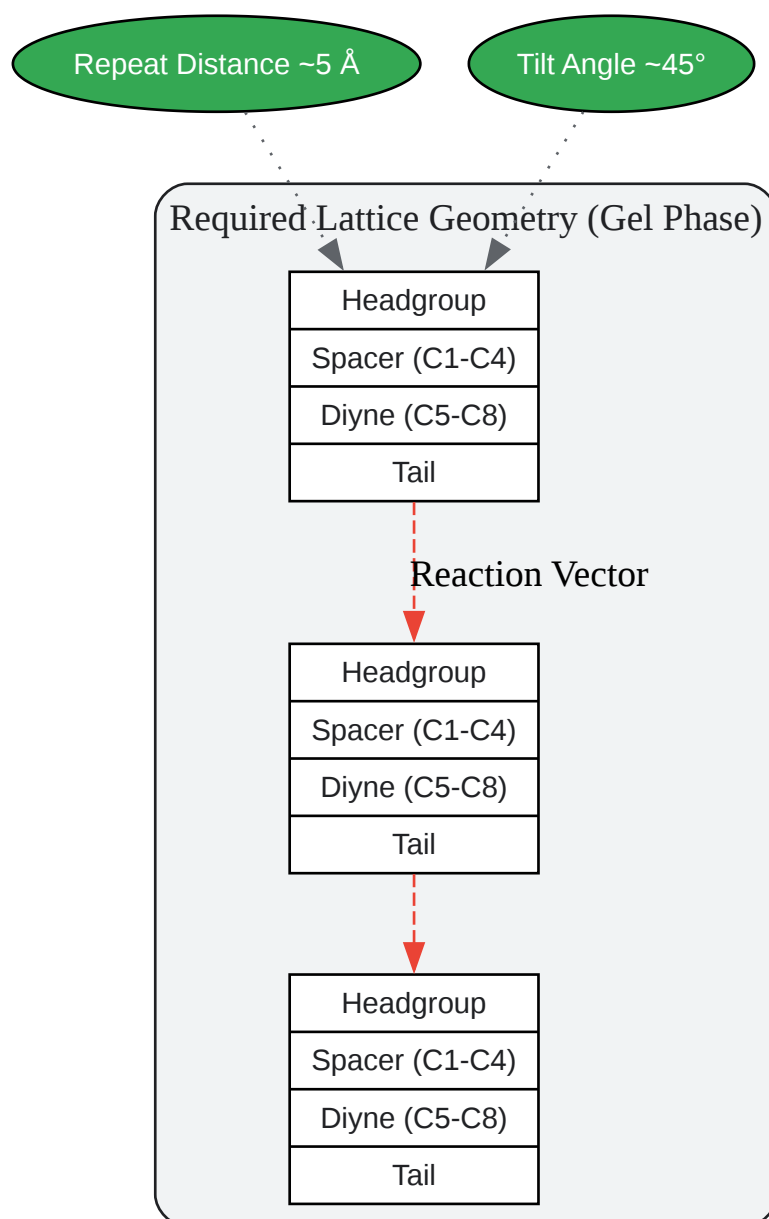 Repeat Distance ~5 Å
Tilt Angle ~45°
Required Lattice Geometry (Gel Phase)
Headgroup
Spacer (C1-C4)
Diyne (C5-C8)
Tail
Reaction Vector
Headgroup
Spacer (C1-C4)
Diyne (C5-C8)
Tail
Headgroup
Spacer (C1-C4)
Diyne (C5-C8)
Tail